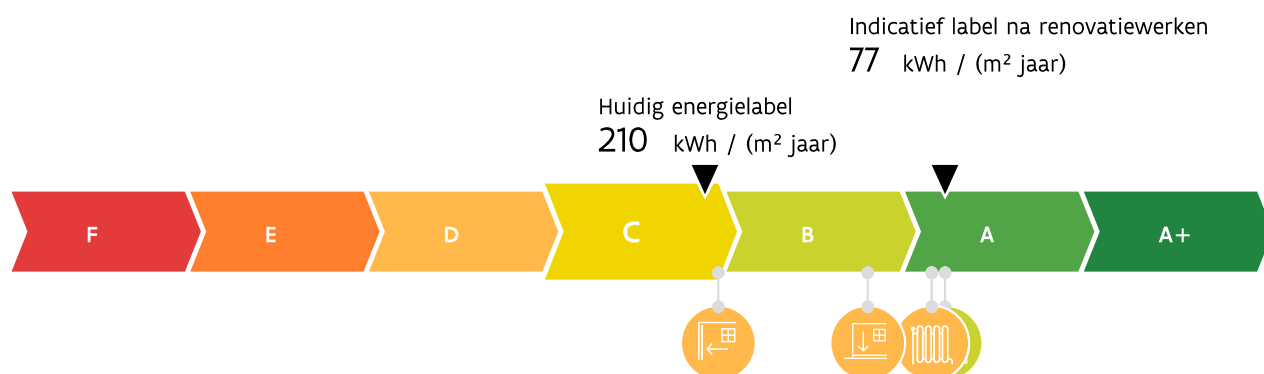 Indicatief label na renovatiewerken
77 kWh / (m² jaar)
Huidig energielabel
210 kWh / (m² jaar)
F E D C B A A+